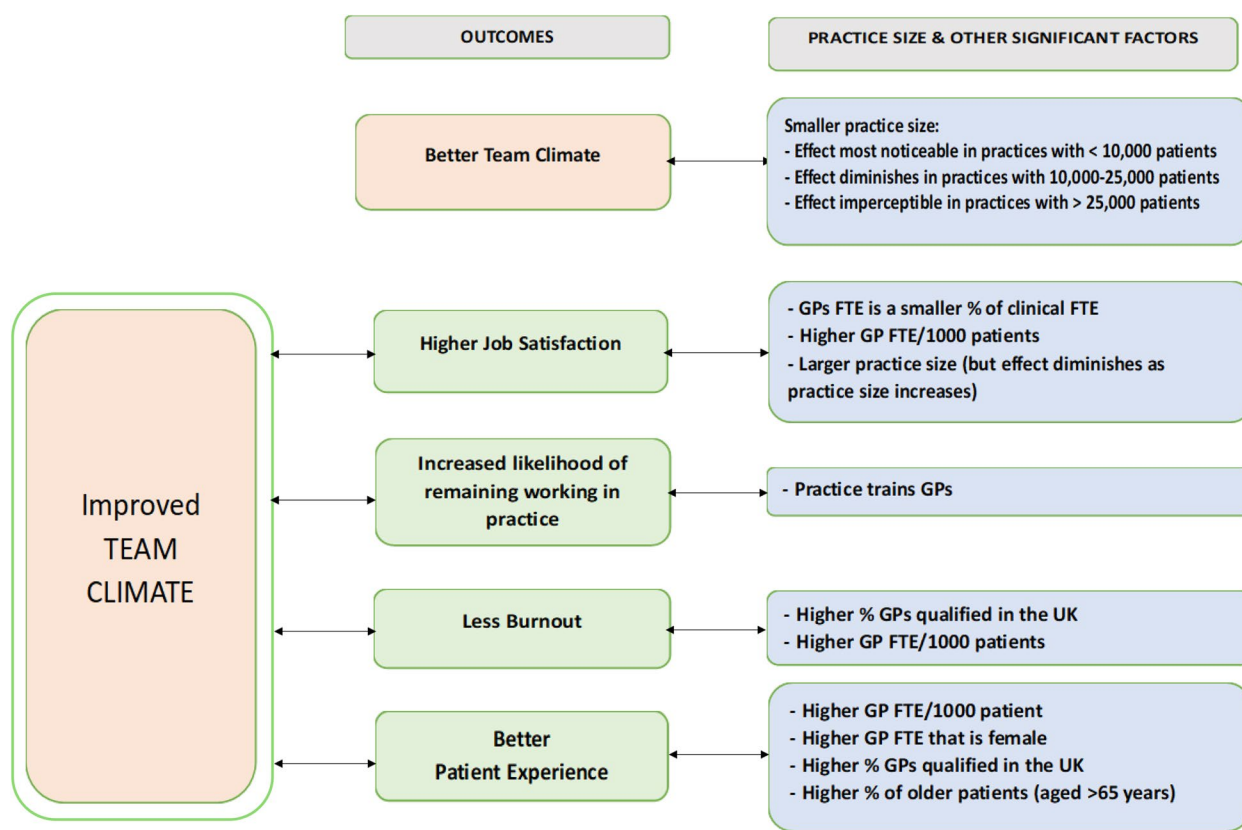 OUTCOMES
PRACTICE SIZE & OTHER SIGNIFICANT FACTORS
Better Team Climate
Smaller practice size:
- Effect most noticeable in practices with < 10,000 patients
- Effect diminishes in practices with 10,000-25,000 patients
- Effect imperceptible in practices with > 25,000 patients
Improved
TEAM
CLIMATE
Higher Job Satisfaction
- GPs FTE is a smaller % of clinical FTE
- Higher GP FTE/1000 patients
- Larger practice size (but effect diminishes as
practice size increases)
Increased likelihood of
remaining working in
practice
- Practice trains GPs
Less Burnout
- Higher % GPs qualified in the UK
- Higher GP FTE/1000 patients
Better
Patient Experience
- Higher GP FTE/1000 patient
- Higher GP FTE that is female
- Higher % GPs qualified in the UK
- Higher % of older patients (aged >65 years)